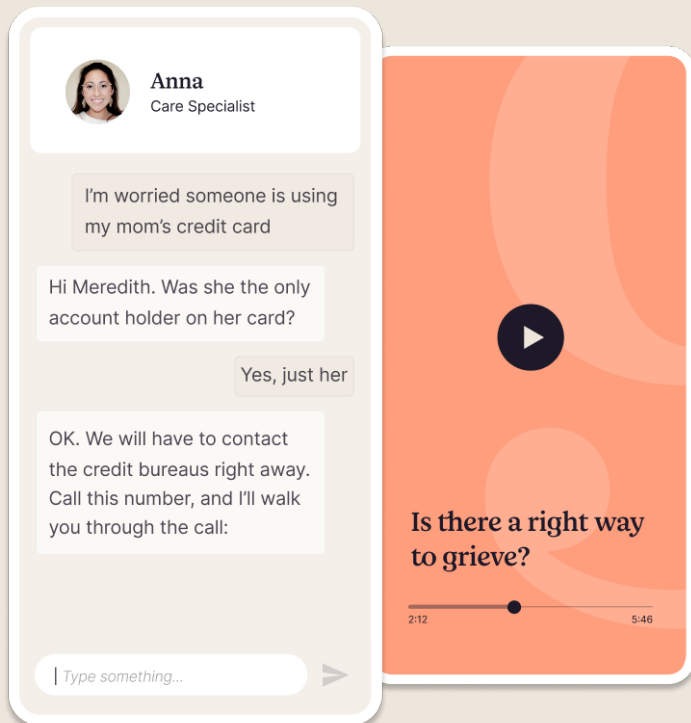 Anna
Care Specialist
I’m worried someone is using
my mom’s credit card
Hi Meredith. Was she the only
account holder on her card?
Yes, just her
OK. We will have to contact
the credit bureaus right away.
Call this number, and I’ll walk
you through the call:
Type something...
Is there a right way
to grieve?
2:12
5:46